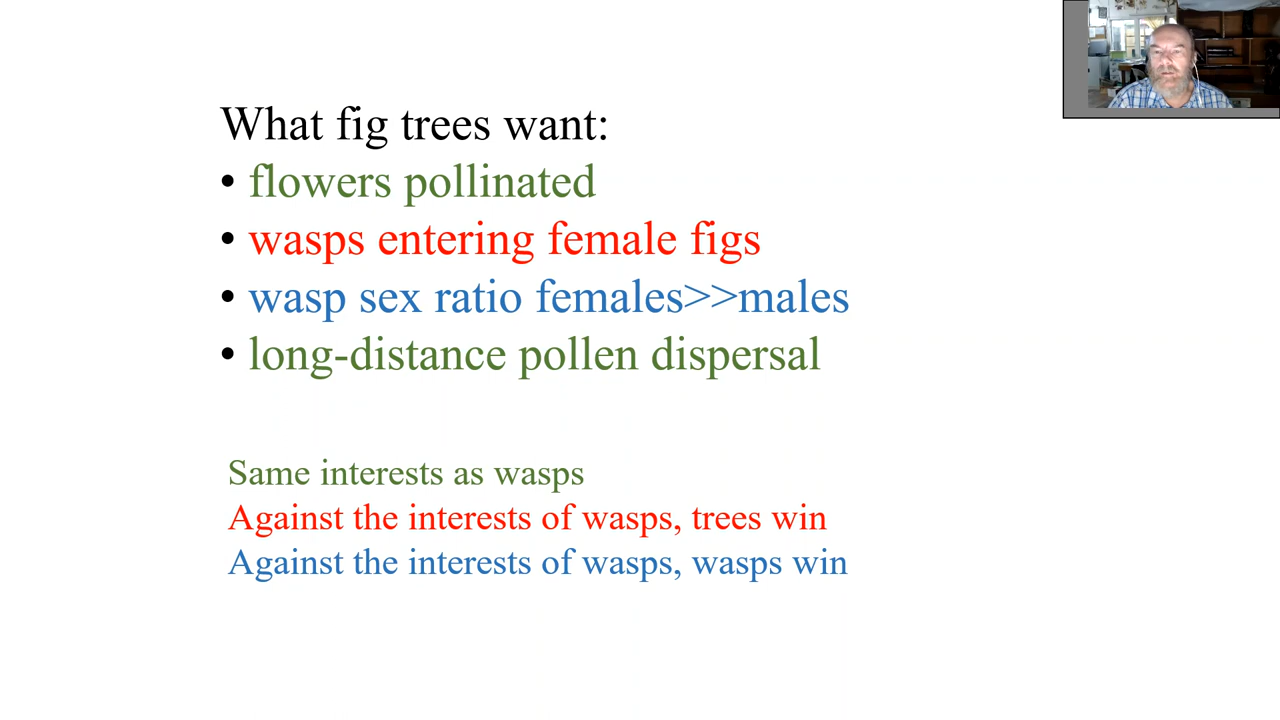 What fig trees want:
• flowers pollinated
• wasps entering female figs
• wasp sex ratio females>>males
• long-distance pollen dispersal
Same interests as wasps
Against the interests of wasps, trees win
Against the interests of wasps, wasps win